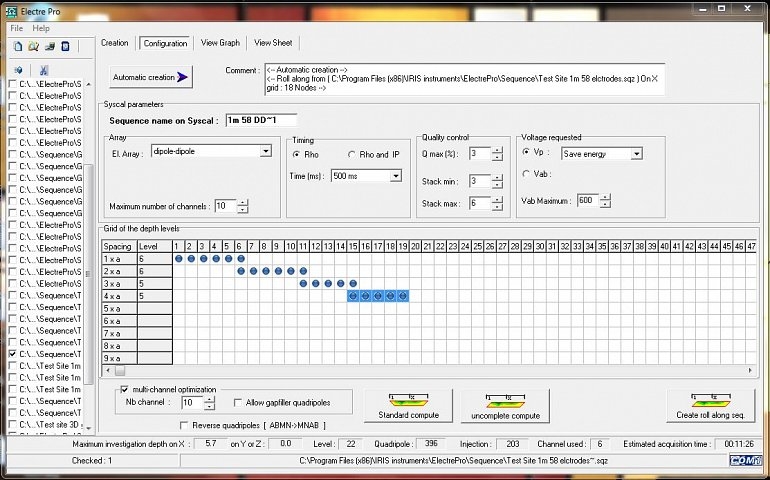 Electre Pro
File Help
Creation Configuration View Graph View Sheet
Automatic creation
Comment :
<-- Automatic creation -->
<-- Roll along from ( C:\Program Files (x86)\IRIS instruments\ElectrePro\Sequence\Test Site 1m 58 elctrodes.sqz ) On X
grid : 18 Nodes -->
C:\...\ElectrePro\S
C:\...\ElectrePro\S
C:\...\ElectrePro\S
C:\...\ElectrePro\S
C:\...\ElectrePro\S
C:\...\ElectrePro\S
C:\...\Sequence\G
C:\...\Sequence\G
C:\...\Sequence\G
C:\...\Sequence\G
C:\...\Sequence\G
C:\...\Sequence\G
C:\...\Sequence\G
C:\...\ElectrePro\S
C:\...\ElectrePro\S
C:\...\ElectrePro\S
C:\...\ElectrePro\S
C:\...\ElectrePro\S
C:\...\Sequence\T
C:\...\Sequence\T
C:\...\Sequence\T
C:\...\Sequence\T
C:\...\Sequence\T
C:\...\Sequence\T
C:\...\Test Site 1m
C:\...\Test Site 1m
C:\...\Test Site 1m
C:\...\Sequence\T
C:\...\Sequence\T
C:\...\Test site 3D
C:\...\ElectrePro\S
Syscal parameters
Sequence name on Syscal : 1m 58 DD~1
Array
El. Array : dipole-dipole
Maximum number of channels : 10
Timing
Rho Rho and IP
Time (ms) : 500 ms
Quality control
Q max (%) : 3
Stack min : 3
Stack max : 6
Voltage requested
Vp : Save energy
Vab :
Vab Maximum : 600
Grid of the depth levels
Spacing Level 1 2 3 4 5 6 7 8 9 10 11 12 13 14 15 16 17 18 19 20 21 22 23 24 25 26 27 28 29 30 31 32 33 34 35 36 37 38 39 40 41 42 43 44 45 46 47
1 x a 6
2 x a 6
3 x a 5
4 x a 5
5 x a
6 x a
7 x a
8 x a
9 x a
multi-channel optimization
Nb channel : 10 Allow gapfiller quadripoles
Reverse quadripoles [ ABMN->MNAB ]
Standard compute
uncomplete compute
Create roll along seq.
Maximum investigation depth on X : 5.7 on Y or Z : 0.0 Level : 22 Quadripole : 396 Injection : 203 Channel used : 6 Estimated acquisition time : 00:11:26
Checked : 1 C:\Program Files (x86)\IRIS instruments\ElectrePro\Sequence\Test Site 1m 58 elctrodes~.sqz COM1